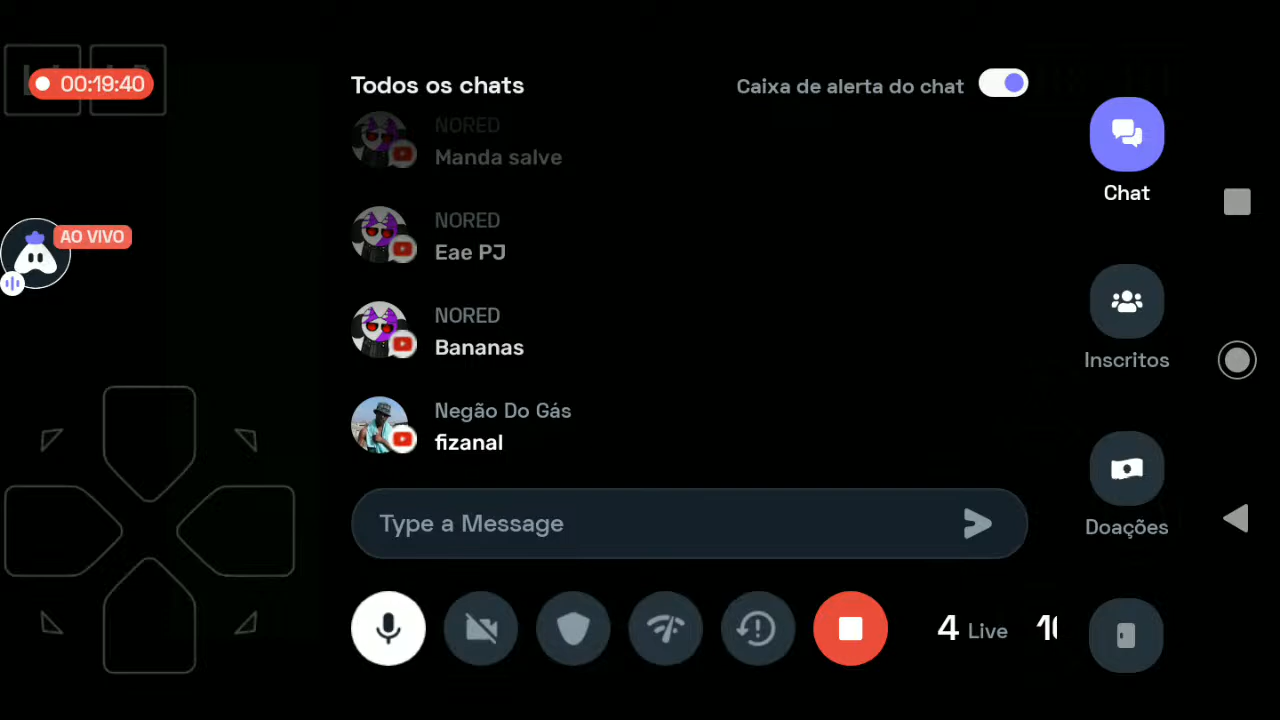 00:19:40
Todos os chats
Caixa de alerta do chat
NORED
Manda salve
AO VIVO
NORED
Eae PJ
NORED
Bananas
Negão Do Gás
fizanal
Type a Message
4 Live
Chat
Inscritos
Doações